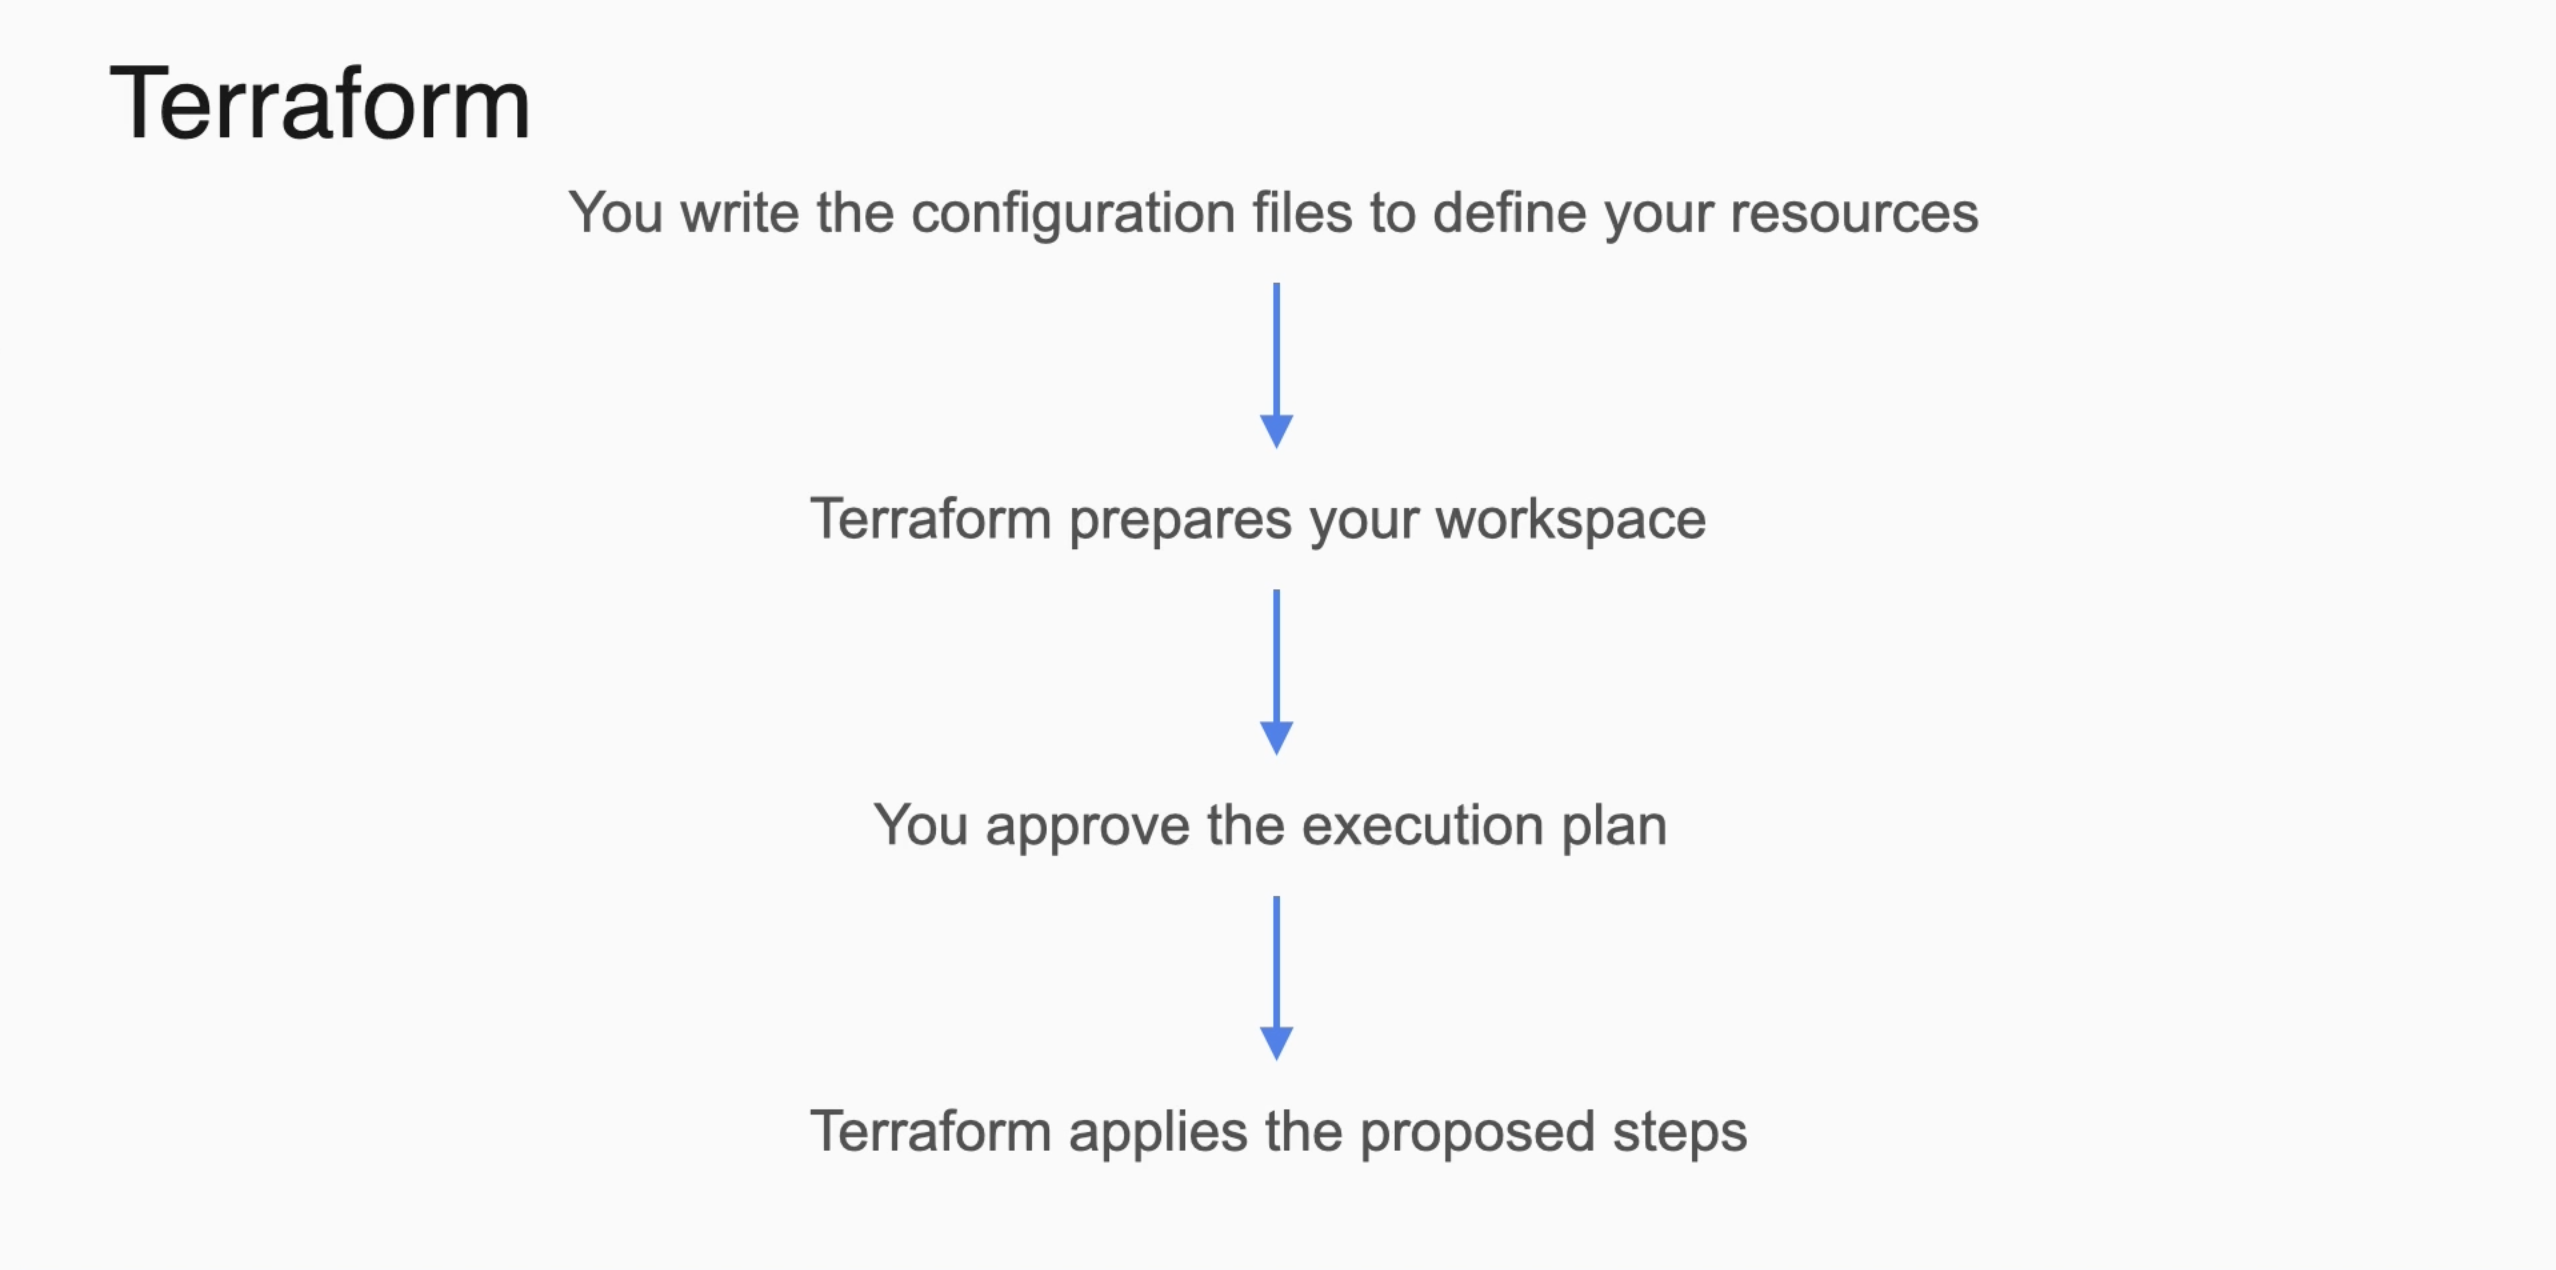 Terraform
You write the configuration files to define your resources
Terraform prepares your workspace
You approve the execution plan
Terraform applies the proposed steps